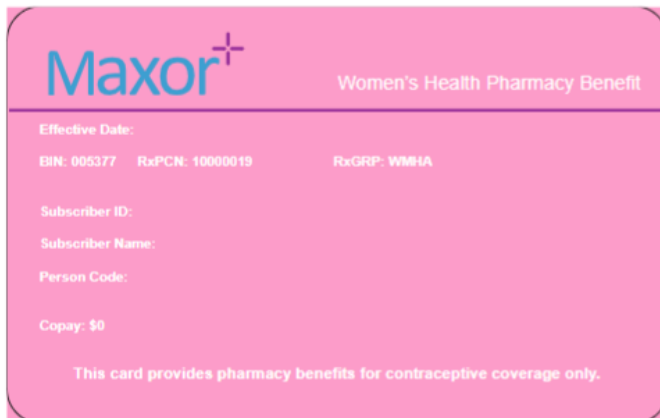 Maxor+
Women's Health Pharmacy Benefit
Effective Date:
BIN: 005377 RxPCN: 10000019 RxGRP: WMHA
Subscriber ID:
Subscriber Name:
Person Code:
Copay: $0
This card provides pharmacy benefits for contraceptive coverage only.